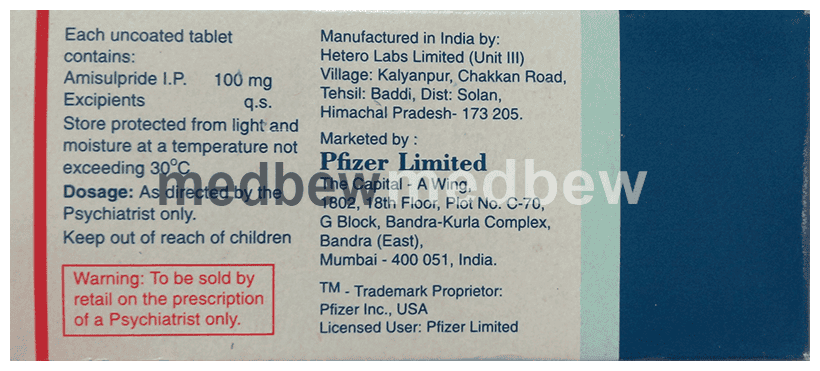 Each uncoated tablet
contains:
Amisulpride I.P. 100 mg
Excipients q.s.
Store protected from light and
moisture at a temperature not
exceeding 30°C.
Dosage: As directed by the
Psychiatrist only.
Keep out of reach of children
Warning: To be sold by
retail on the prescription
of a Psychiatrist only.
Manufactured in India by:
Hetero Labs Limited (Unit III)
Village: Kalyanpur, Chakkan Road,
Tehsil: Baddi, Dist: Solan,
Himachal Pradesh- 173 205.
Marketed by :
Pfizer Limited
The Capital - A Wing,
1802, 18th Floor, Plot No. C-70,
G Block, Bandra-Kurla Complex,
Bandra (East),
Mumbai - 400 051, India.
TM - Trademark Proprietor:
Pfizer Inc., USA
Licensed User: Pfizer Limited
medbew medbew